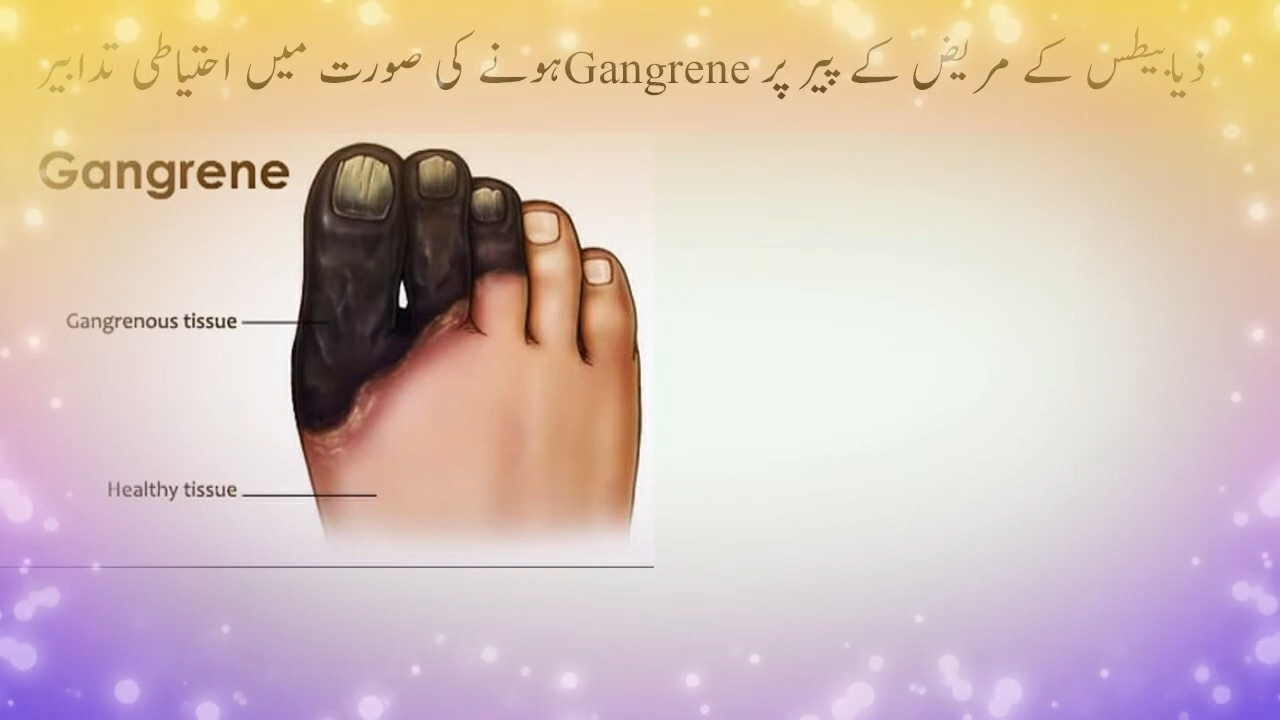 ذیابیطس کے مریض کے پیر پر Gangrene ہونے کی صورت میں احتیاطی تدابیر
Gangrene
Gangrenous tissue
Healthy tissue